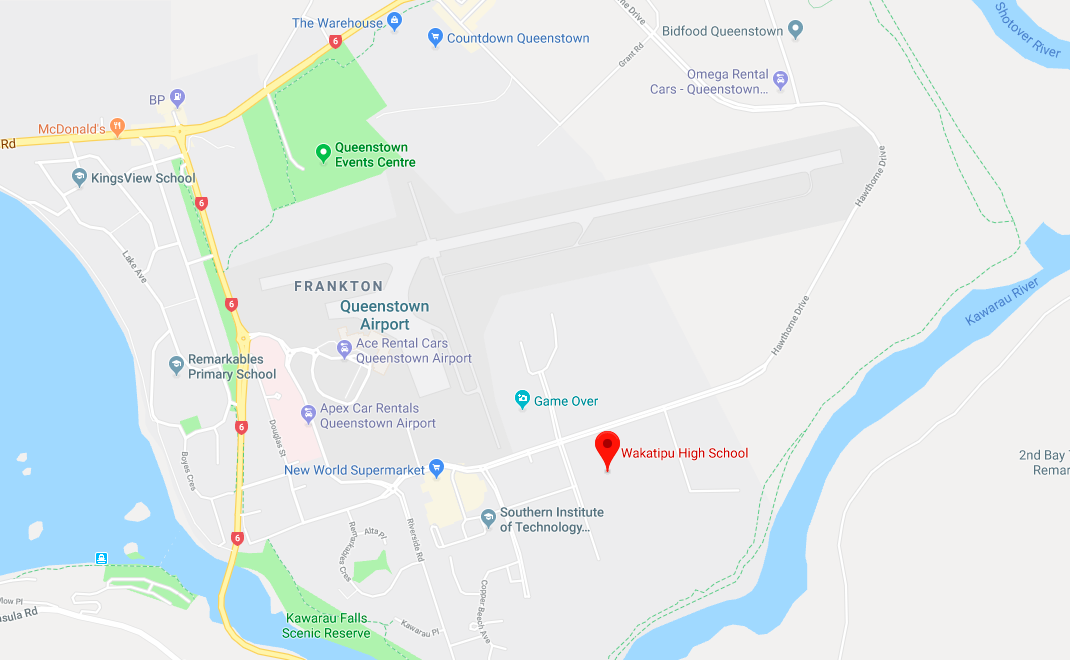 The Warehouse
6
Countdown Queenstown
ne Drive
Grant Rd
Bidfood Queenstown
Shotover River
Omega Rental
Cars - Queenstown...
BP
McDonald's
Rd
Queenstown
Events Centre
KingsView School
6
Hawthorne Drive
Lake Ave
FRANKTON
Queenstown
Airport
6
Kawarau River
Hawthorne Drive
Ace Rental Cars
Queenstown Airport
Remarkables
Primary School
Game Over
Apex Car Rentals
Queenstown Airport
6
Douglas St
Boyes Cres
New World Supermarket
Wakatipu High School
2nd Bay
Remar
Southern Institute
of Technology...
Alta Pl
Remarkables Cres
Riverside Rd
6
Copper Beach Ave
Mow Pl
nsula Rd
Kawarau Falls
Scenic Reserve
Kawarau Pl